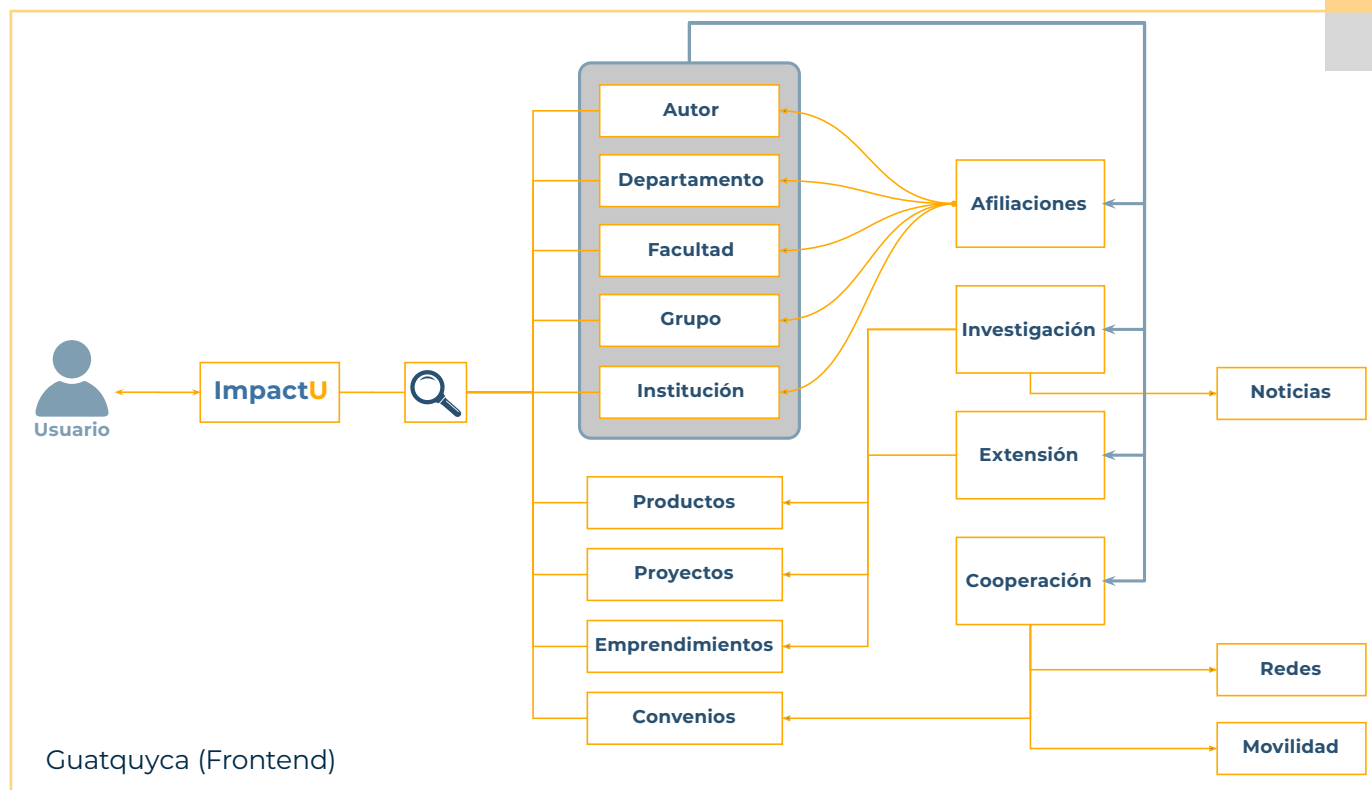 Autor
Departamento
Facultad
Grupo
Institución
Afiliaciones
Investigación
Extensión
Cooperación
Noticias
Usuario
ImpactU
Productos
Proyectos
Emprendimientos
Convenios
Redes
Movilidad
Guatquyca (Frontend)